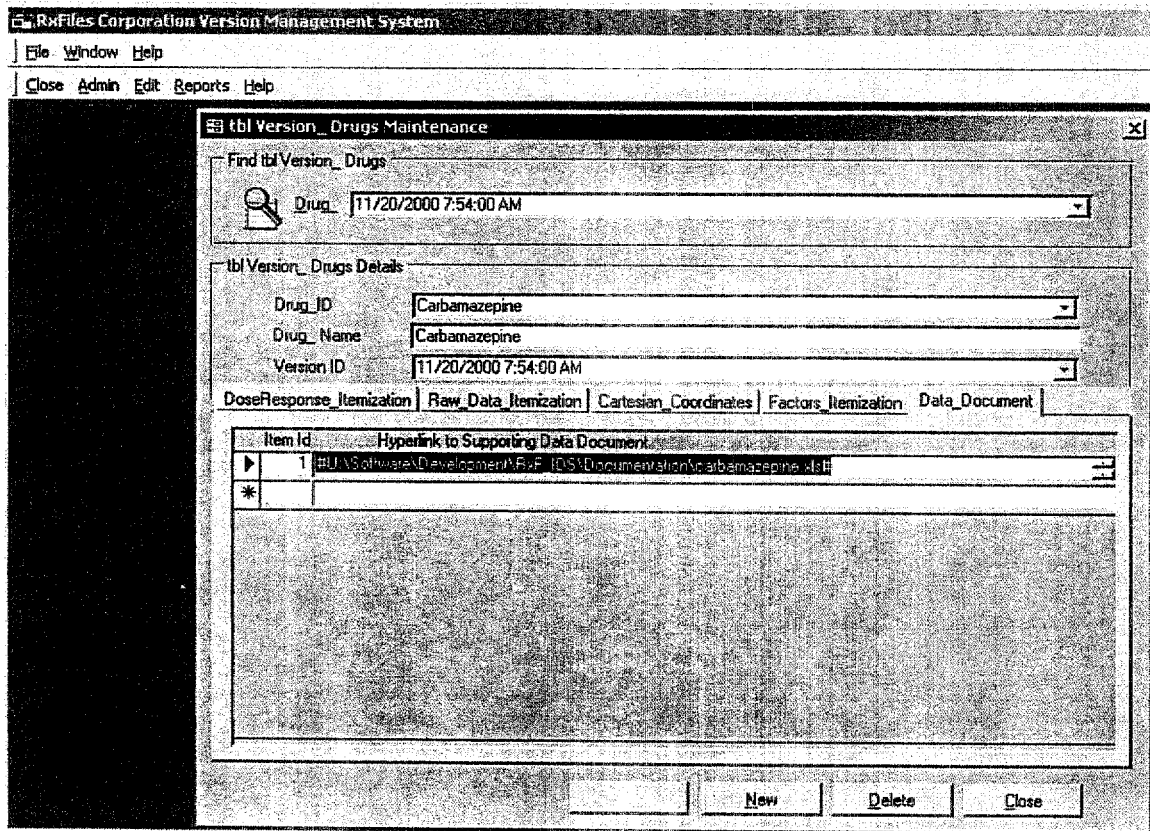 RxFiles Corporation Version Management System
File Window Help
Close Admin Edit Reports Help
tbl Version_ Drugs Maintenance
Find tbl Version_ Drugs
Drug_ 11/20/2000 7:54:00 AM
tbl Version_ Drugs Details
Drug_ID Carbamazepine
Drug_ Name Carbamazepine
Version ID 11/20/2000 7:54:00 AM
DoseResponse_Itemization Raw_Data_Itemization Cartesian_Coordinates Factors_Itemization Data_Document
Item Id Hyperlink to Supporting Data Document
1 \Software\Development\ \Documentation\carbamazepine.xls#
New Delete Close